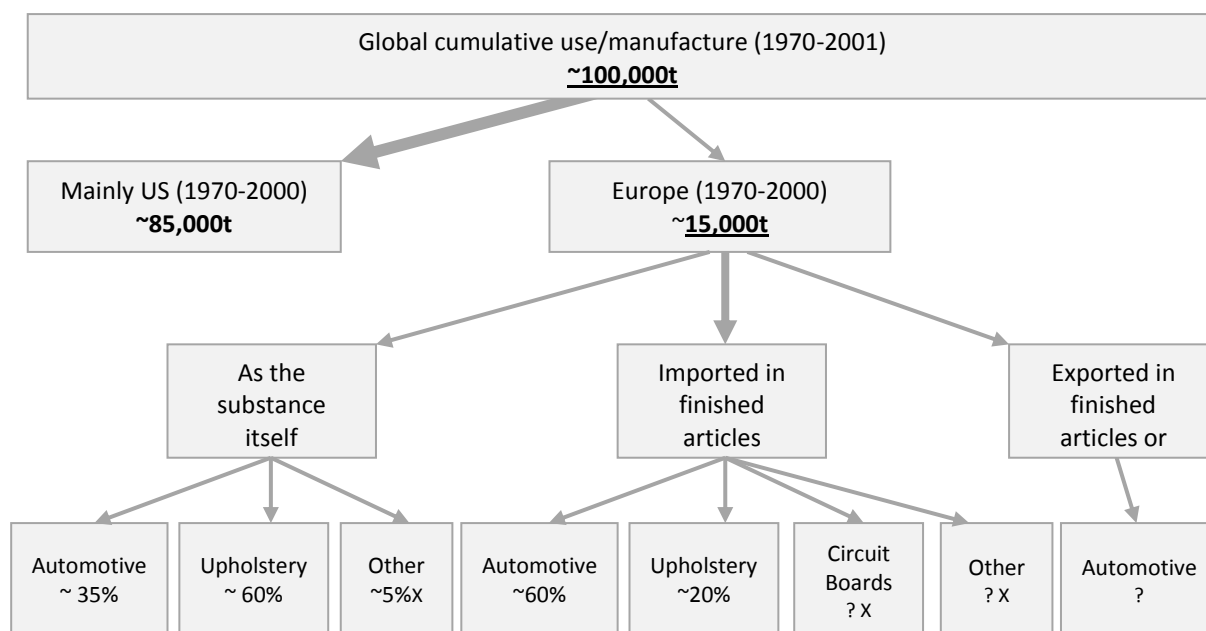 Global cumulative use/manufacture (1970-2001)
~100,000t
Mainly US (1970-2000)
~85,000t
Europe (1970-2000)
~15,000t
As the
substance
itself
Imported in
finished
articles
Exported in
finished
articles or
Automotive
~ 35%
Upholstery
~ 60%
Other
~5%X
Automotive
~60%
Upholstery
~20%
Circuit
Boards
? X
Other
? X
Automotive
?